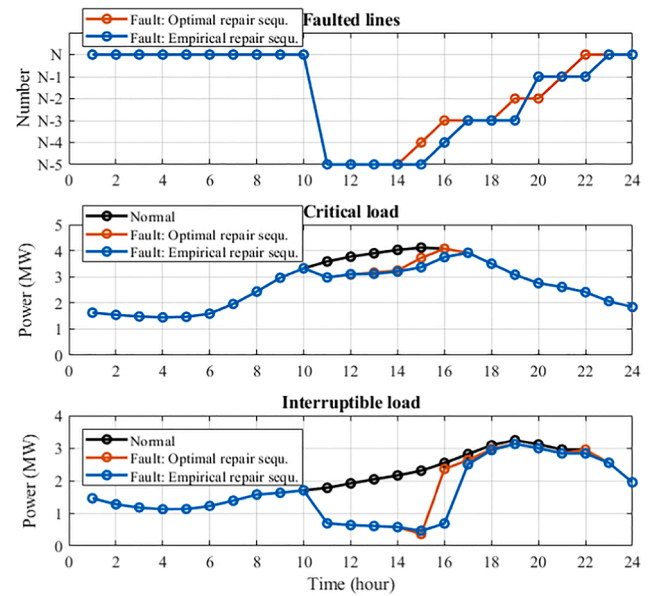 Faulted lines
Fault: Optimal repair sequ.
Fault: Empirical repair sequ.
Number
N
N-1
N-2
N-3
N-4
N-5
0 2 4 6 8 10 12 14 16 18 20 22 24
Critical load
Normal
Fault: Optimal repair sequ.
Fault: Empirical repair sequ.
Power (MW)
5
4
3
2
1
0
0 2 4 6 8 10 12 14 16 18 20 22 24
Interruptible load
Normal
Fault: Optimal repair sequ.
Fault: Empirical repair sequ.
Power (MW)
4
3
2
1
0
0 2 4 6 8 10 12 14 16 18 20 22 24
Time (hour)